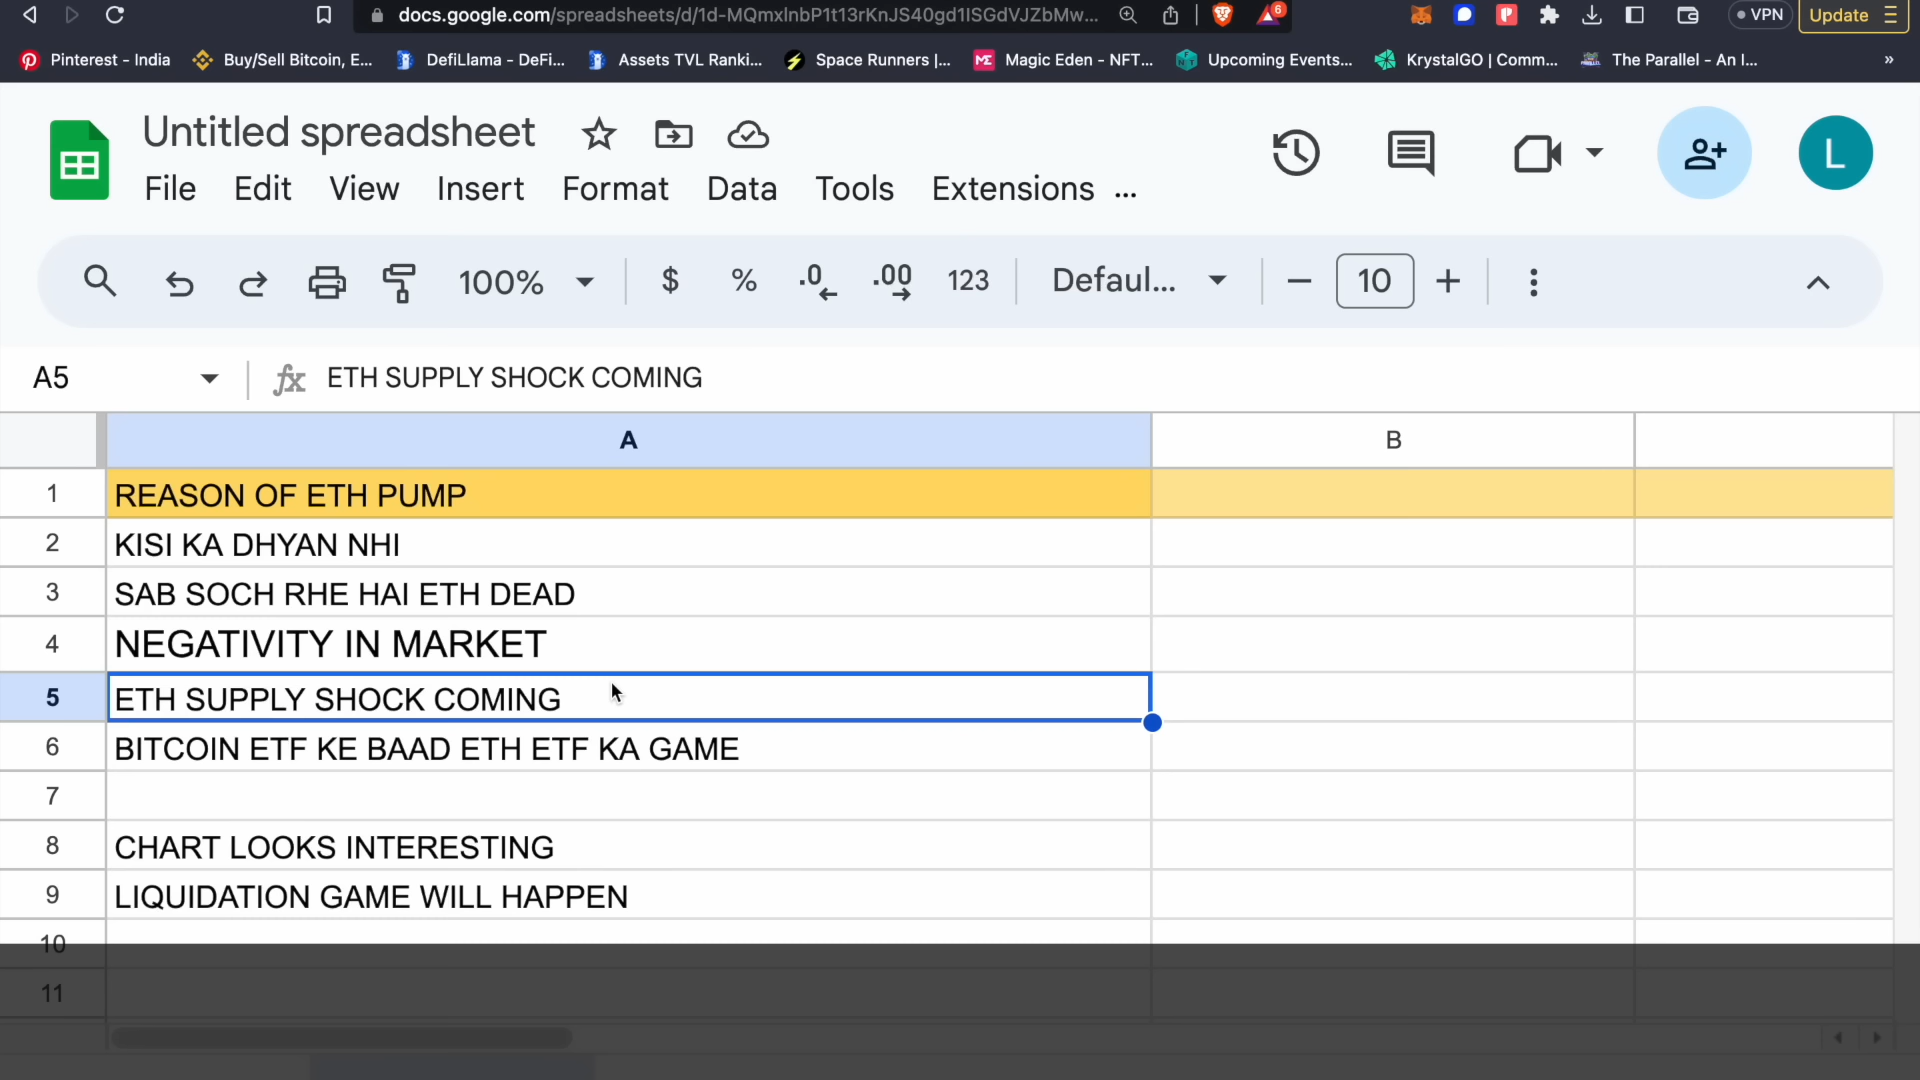 docs.google.com/spreadsheets/d/1d-MQmxlnbP1t13rKnJS40gd1ISGdVJZbMw...
6
VPN
Update
Pinterest - India
Buy/Sell Bitcoin, E...
DefiLlama - DeFi...
Assets TVL Ranki...
Space Runners |...
ME
Magic Eden - NFT...
Upcoming Events...
KrystalGO | Comm...
The Parallel - An I...
»
Untitled spreadsheet
L
File Edit View Insert Format Data Tools Extensions ...
100% $ % .0 .00 123 Defaul... − 10 +
A5 fx ETH SUPPLY SHOCK COMING
A B
1 REASON OF ETH PUMP
2 KISI KA DHYAN NHI
3 SAB SOCH RHE HAI ETH DEAD
4 NEGATIVITY IN MARKET
5 ETH SUPPLY SHOCK COMING
6 BITCOIN ETF KE BAAD ETH ETF KA GAME
7
8 CHART LOOKS INTERESTING
9 LIQUIDATION GAME WILL HAPPEN
10
11